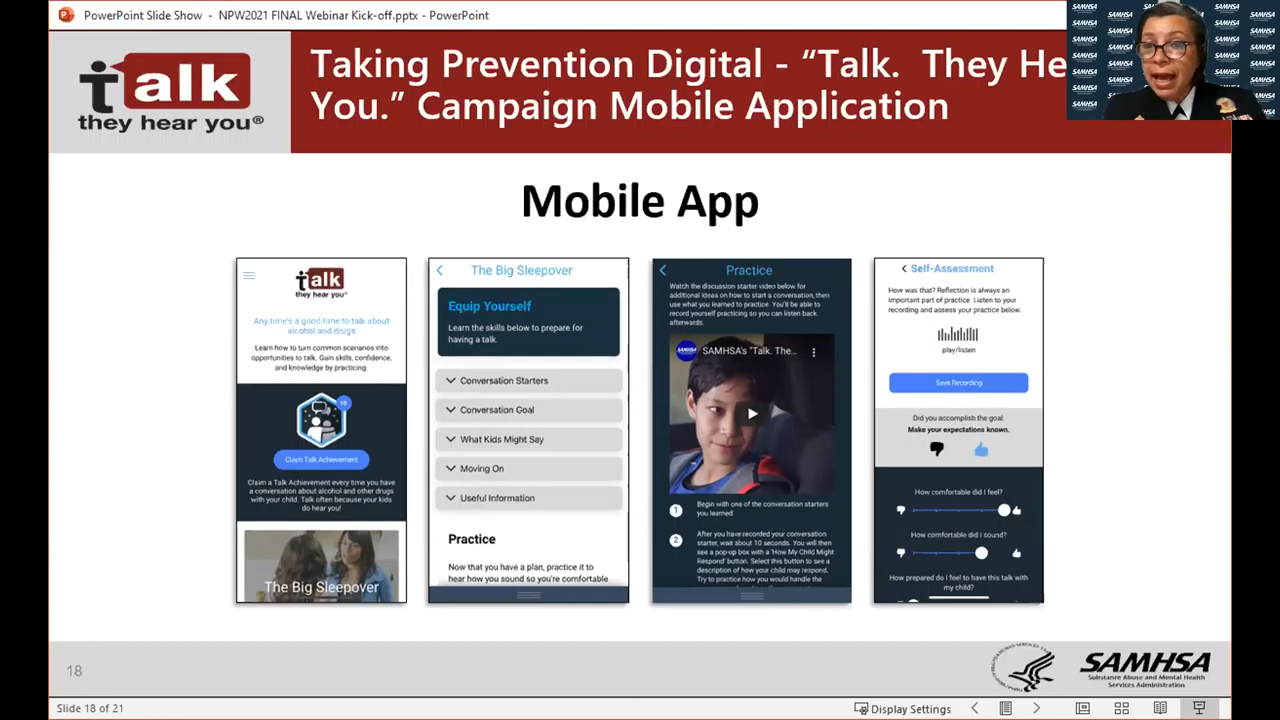 PowerPoint Slide Show - NPW2021 FINAL Webinar Kick-off.pptx - PowerPoint
talk
they hear you®
Taking Prevention Digital - “Talk. They He
You.” Campaign Mobile Application
SAMHSA
Mobile App
talk
they hear you®
Any time's a good time to talk about
alcohol and drugs
Learn how to turn common scenarios into
opportunities to talk. Gain skills, confidence,
and knowledge by practicing.
10
Claim Talk Achievement
Claim a Talk Achievement every time you have
a conversation about alcohol and other drugs
with your child. Talk often because your kids
do hear you!
The Big Sleepover
The Big Sleepover
Equip Yourself
Learn the skills below to prepare for
having a talk.
Conversation Starters
Conversation Goal
What Kids Might Say
Moving On
Useful Information
Practice
Now that you have a plan, practice it to
hear how you sound so you're comfortable
Practice
Watch the discussion starter video below for
additional ideas on how to start a conversation, then
use what you learned to practice. You'll be able to
record yourself practicing so you can listen back
afterwards.
SAMHSA
SAMHSA's "Talk. The...
1 Begin with one of the conversation starters
you learned.
2 After you have recorded your conversation
starter, wait about 10 seconds. You will then
see a pop-up box with a 'How My Child Might
Respond' button. Select this button to see a
description of how your child may respond.
Try to practice how you would handle the
Self-Assessment
How was that? Reflection is always an
important part of practice. Listen to your
recording and assess your practice below.
play/listen
Save Recording
Did you accomplish the goal:
Make your expectations known.
How comfortable did I feel?
How comfortable did I sound?
How prepared do I feel to have this talk with
my child?
18
SAMHSA
Substance Abuse and Mental Health
Services Administration
Slide 18 of 21
Display Settings